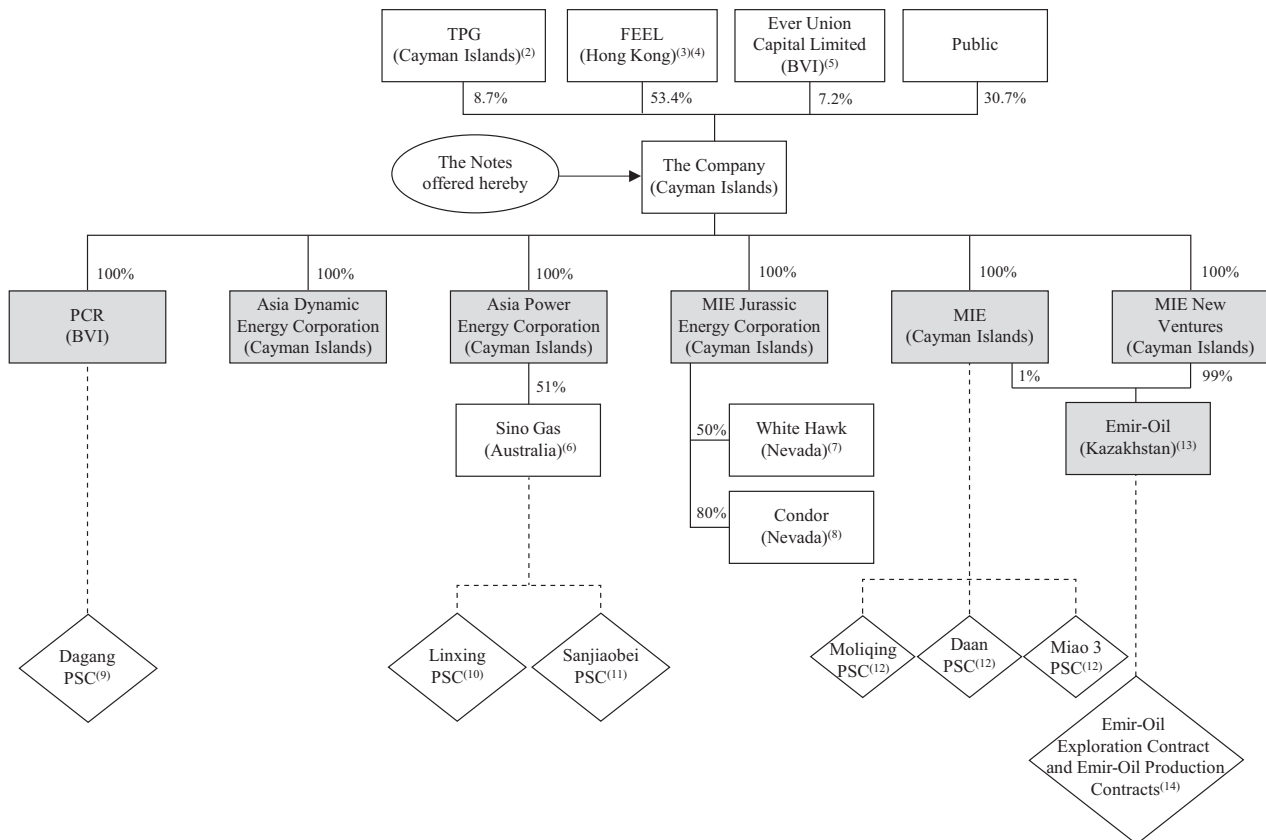 TPG
(Cayman Islands)(2)
FEEL
(Hong Kong)(3)(4)
Ever Union
Capital Limited
(BVI)(5)
Public
8.7%
53.4%
7.2%
30.7%
The Notes
offered hereby
The Company
(Cayman Islands)
100%
100%
100%
100%
100%
100%
PCR
(BVI)
Asia Dynamic
Energy Corporation
(Cayman Islands)
Asia Power
Energy Corporation
(Cayman Islands)
MIE Jurassic
Energy Corporation
(Cayman Islands)
MIE
(Cayman Islands)
MIE New
Ventures
(Cayman Islands)
51%
1%
99%
Sino Gas
(Australia)(6)
50%
White Hawk
(Nevada)(7)
Emir-Oil
(Kazakhstan)(13)
80%
Condor
(Nevada)(8)
Dagang
PSC(9)
Linxing
PSC(10)
Sanjiaobei
PSC(11)
Moliqing
PSC(12)
Daan
PSC(12)
Miao 3
PSC(12)
Emir-Oil
Exploration Contract
and Emir-Oil Production
Contracts(14)